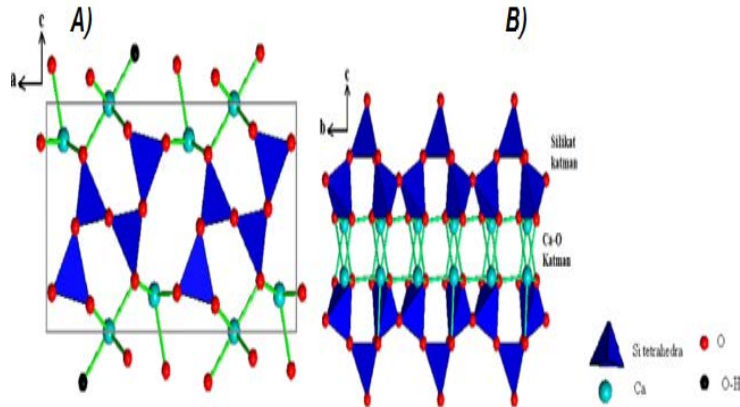 A)
c
a
B)
c
b
Silikat
katman
Ca-O
Katman
Si tetrahedra
O
Ca
O-H